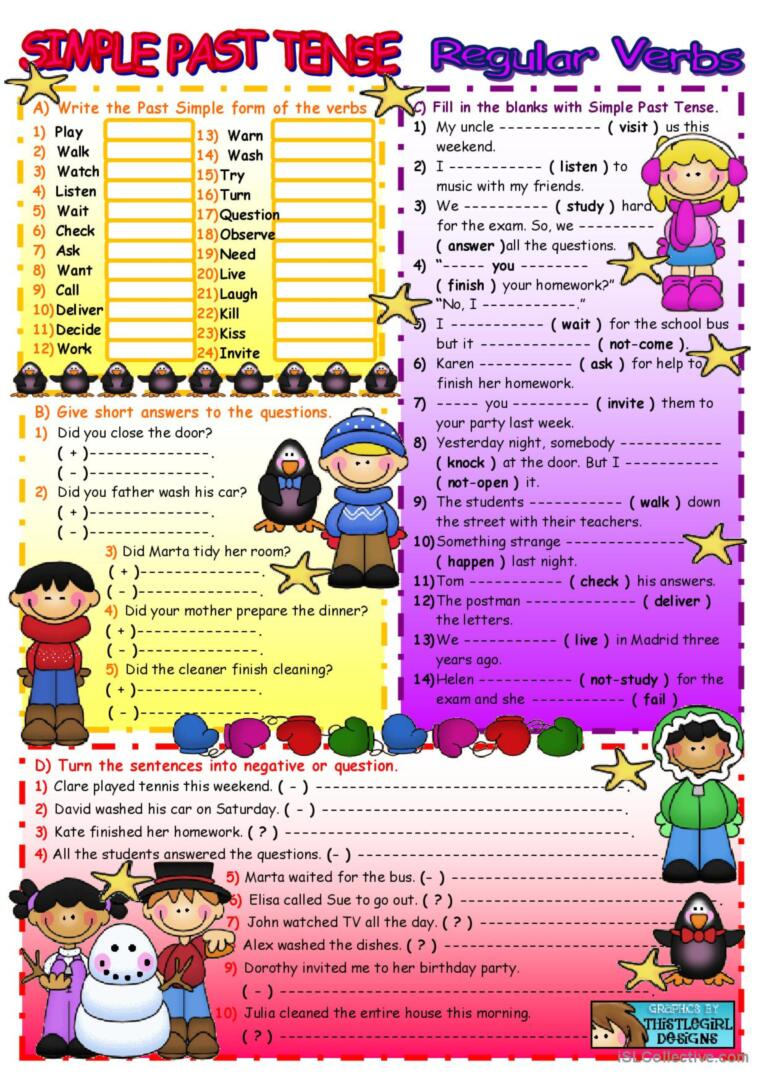 SIMPLE PAST TENSE Regular Verbs
A) Write the Past Simple form of the verbs
1) Play
2) Walk
3) Watch
4) Listen
5) Wait
6) Check
7) Ask
8) Want
9) Call
10) Deliver
11) Decide
12) Work
13) Warn
14) Wash
15) Try
16) Turn
17) Question
18) Observe
19) Need
20) Live
21) Laugh
22) Kill
23) Kiss
24) Invite
B) Give short answers to the questions.
1) Did you close the door?
( + )---------------.
( - )---------------.
2) Did you father wash his car?
( + )---------------.
( - )---------------.
3) Did Marta tidy her room?
( + )---------------.
( - )---------------.
4) Did your mother prepare the dinner?
( + )---------------.
( - )---------------.
5) Did the cleaner finish cleaning?
( + )---------------.
( - )---------------.
C) Fill in the blanks with Simple Past Tense.
1) My uncle ------------- ( visit ) us this
weekend.
2) I ------------ ( listen ) to
music with my friends.
3) We ----------- ( study ) hard
for the exam. So, we ---------
( answer )all the questions.
4) "----- you --------
( finish ) your homework?"
"No, I -----------."
5) I ----------- ( wait ) for the school bus
but it ------------- ( not-come ).
6) Karen ------------ ( ask ) for help to
finish her homework.
7) ----- you --------- ( invite ) them to
your party last week.
8) Yesterday night, somebody -------------
( knock ) at the door. But I ------------
( not-open ) it.
9) The students ------------ ( walk ) down
the street with their teachers.
10) Something strange ---------------
( happen ) last night.
11) Tom ------------ ( check ) his answers.
12) The postman -------------- ( deliver )
the letters.
13) We ------------ ( live ) in Madrid three
years ago.
14) Helen ------------ ( not-study ) for the
exam and she ------------ ( fail )
D) Turn the sentences into negative or question.
1) Clare played tennis this weekend. ( - ) ---------------------------------------.
2) David washed his car on Saturday. ( - ) ---------------------------------------.
3) Kate finished her homework. ( ? ) -------------------------------------------.
4) All the students answered the questions. (- ) ---------------------------------------
5) Marta waited for the bus. (- ) -----------------------------------
6) Elisa called Sue to go out. ( ? ) ---------------------------------.
7) John watched TV all the day. ( ? ) ---------------------------
Alex washed the dishes. ( ? ) ---------------------------
9) Dorothy invited me to her birthday party.
( - ) -------------------------------------------.
10) Julia cleaned the entire house this morning.
( ? ) ---------------------------------------
GRAPHICS BY
THISTLEGIRL
DESIGNS
iSLCollective.com